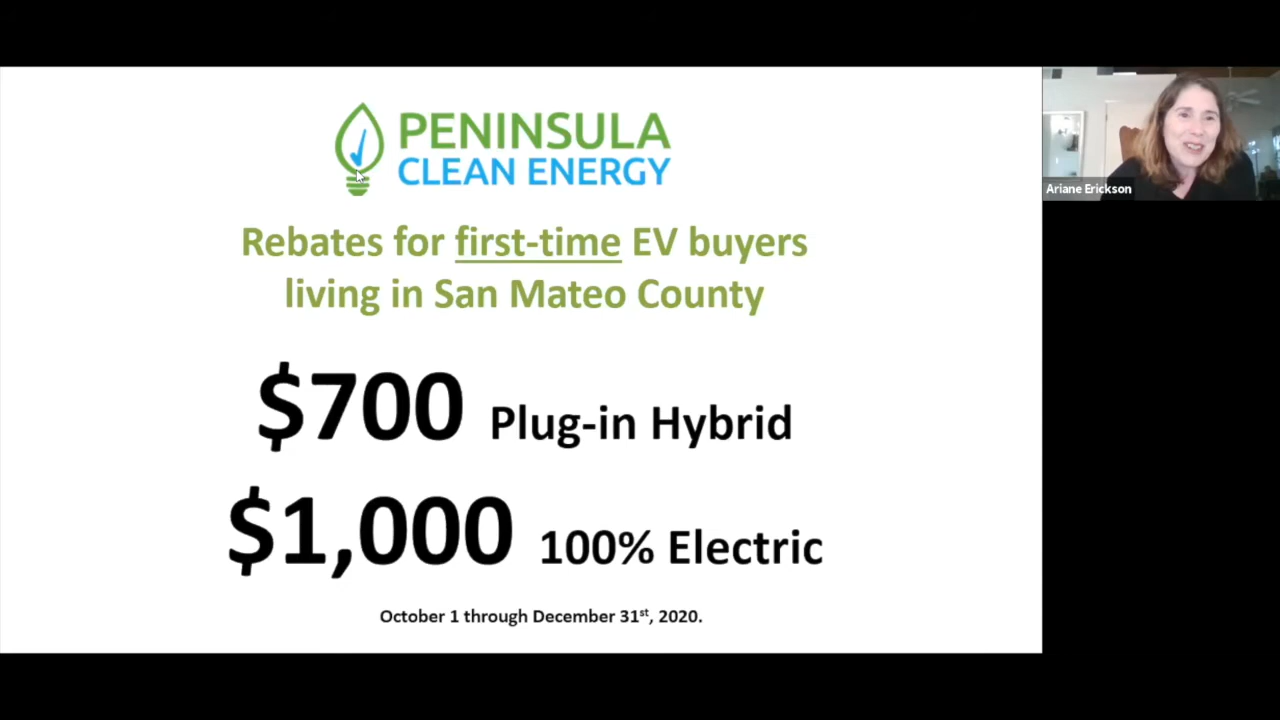 PENINSULA
CLEAN ENERGY
Rebates for first-time EV buyers
living in San Mateo County
$700 Plug-in Hybrid
$1,000 100% Electric
October 1 through December 31st, 2020.
Ariane Erickson